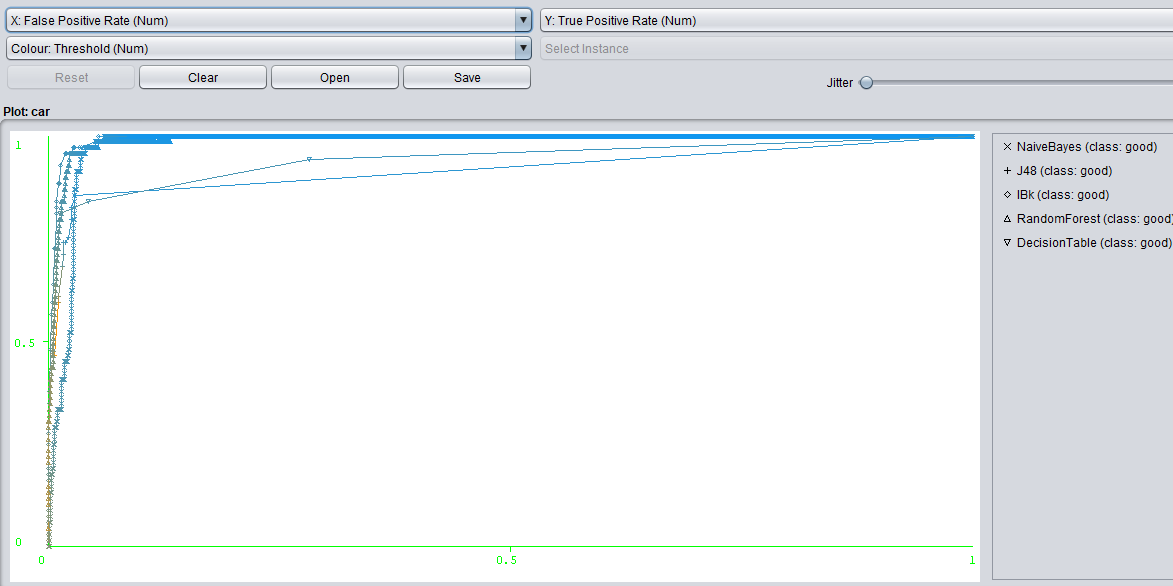 X: False Positive Rate (Num)
Y: True Positive Rate (Num)
Colour: Threshold (Num)
Select Instance
Reset
Clear
Open
Save
Jitter
Plot: car
1
0.5
0
0
0.5
1
NaiveBayes (class: good)
J48 (class: good)
IBk (class: good)
RandomForest (class: good)
DecisionTable (class: good)